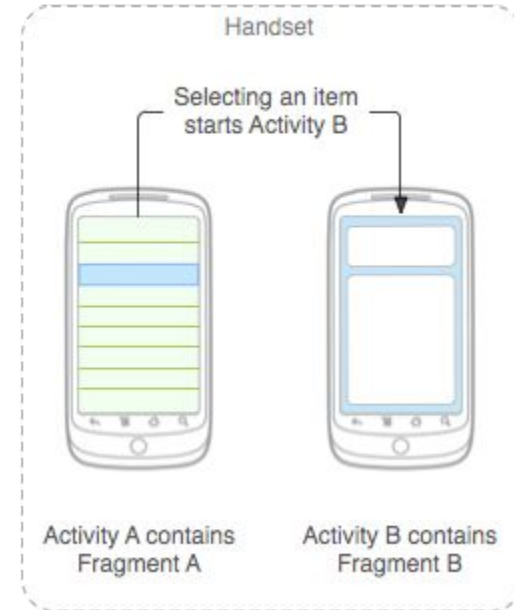 Handset
Selecting an item
starts Activity B
Activity A contains
Fragment A
Activity B contains
Fragment B